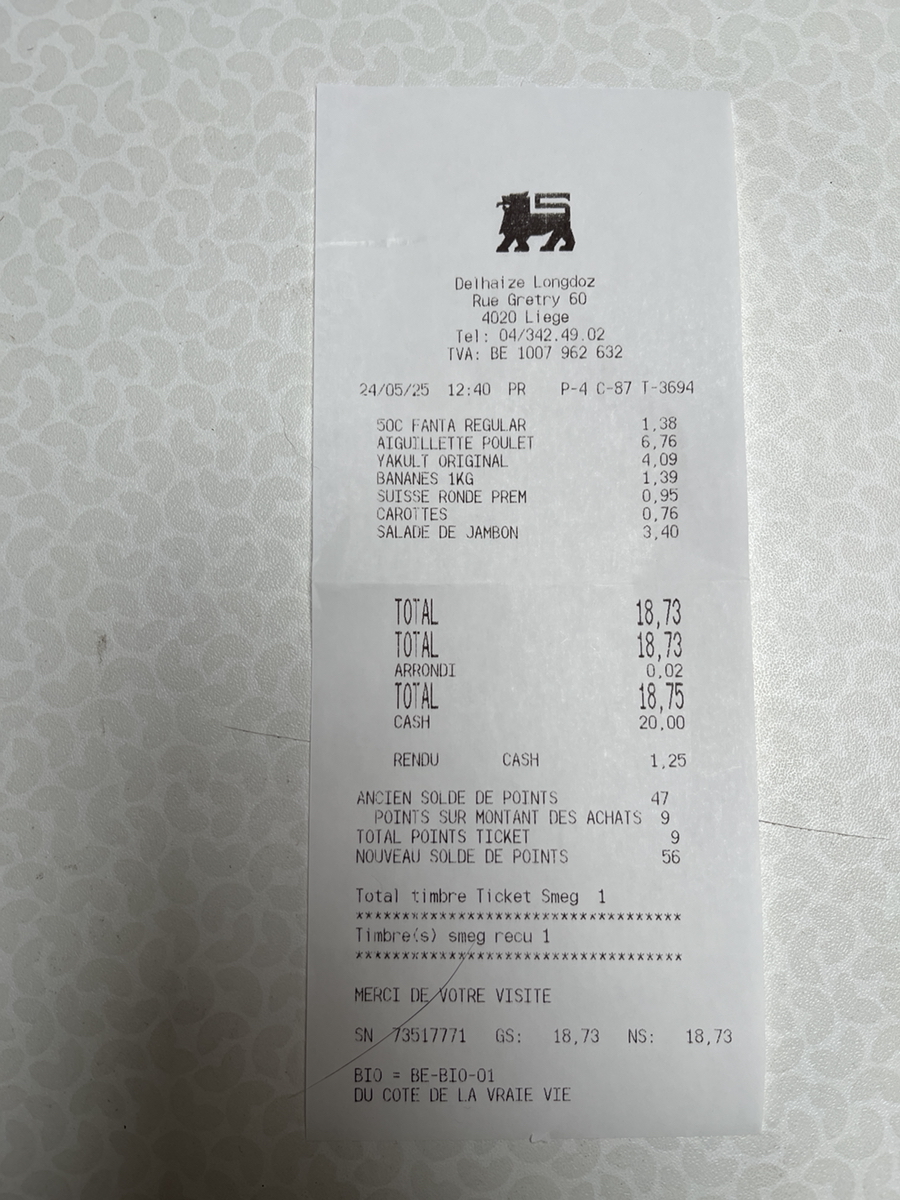 Delhaize Longdoz
Rue Gretry 60
4020 Liege
Tel: 04/342.49.02
TVA: BE 1007 962 632
24/05/25 12:40 PR P-4 C-87 T-3694
50C FANTA REGULAR 1,38
AIGUILLETTE POULET 6,76
YAKULT ORIGINAL 4,09
BANANES 1KG 1,39
SUISSE RONDE PREM 0,95
CAROTTES 0,76
SALADE DE JAMBON 3,40
TOTAL 18,73
TOTAL 18,73
ARRONDI 0,02
TOTAL 18,75
CASH 20,00
RENDU CASH 1,25
ANCIEN SOLDE DE POINTS 47
POINTS SUR MONTANT DES ACHATS 9
TOTAL POINTS TICKET 9
NOUVEAU SOLDE DE POINTS 56
Total timbre Ticket Smeg 1
*************************************
Timbre(s) smeg recu 1
*************************************
MERCI DE VOTRE VISITE
SN 73517771 GS: 18,73 NS: 18,73
BIO = BE-BIO-01
DU COTE DE LA VRAIE VIE